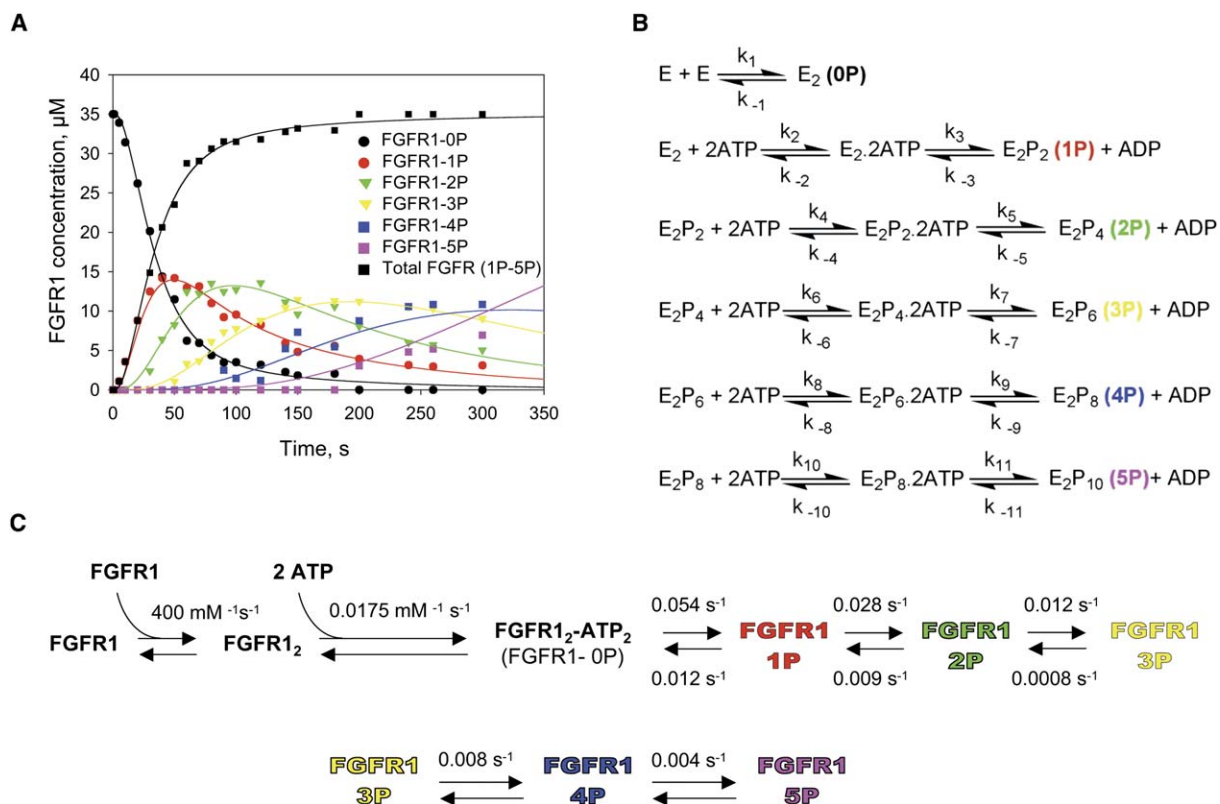 A
FGFR1 concentration, µM
40
35
30
25
20
15
10
5
0
0 50 100 150 200 250 300 350
Time, s
FGFR1-0P
FGFR1-1P
FGFR1-2P
FGFR1-3P
FGFR1-4P
FGFR1-5P
Total FGFR (1P-5P)
B
k1
E + E E2 (0P)
k -1
k2 k3
E2 + 2ATP E2.2ATP E2P2 (1P) + ADP
k -2 k -3
k4 k5
E2P2 + 2ATP E2P2.2ATP E2P4 (2P) + ADP
k -4 k -5
k6 k7
E2P4 + 2ATP E2P4.2ATP E2P6 (3P) + ADP
k -6 k -7
k8 k9
E2P6 + 2ATP E2P6.2ATP E2P8 (4P) + ADP
k -8 k -9
k10 k11
E2P8 + 2ATP E2P8.2ATP E2P10 (5P) + ADP
k -10 k -11
C
FGFR1 2 ATP
400 mM -1s-1 0.0175 mM -1 s-1 0.054 s-1 0.028 s-1 0.012 s-1
FGFR1 FGFR12 FGFR12-ATP2 FGFR1 FGFR1 FGFR1
(FGFR1- 0P) 1P 2P 3P
0.012 s-1 0.009 s-1 0.0008 s-1
0.008 s-1 0.004 s-1
FGFR1 FGFR1 FGFR1
3P 4P 5P